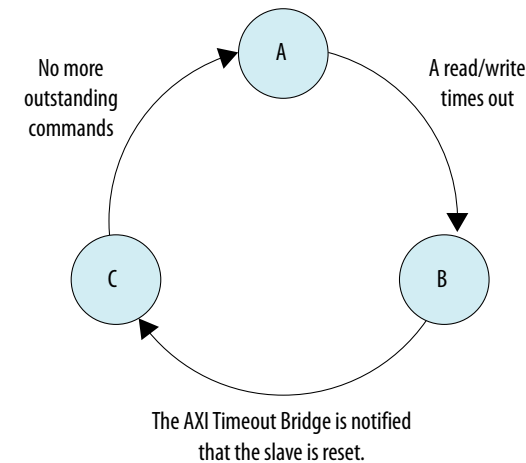 A
No more
outstanding
commands
A read/write
times out
C
B
The AXI Timeout Bridge is notified
that the slave is reset.